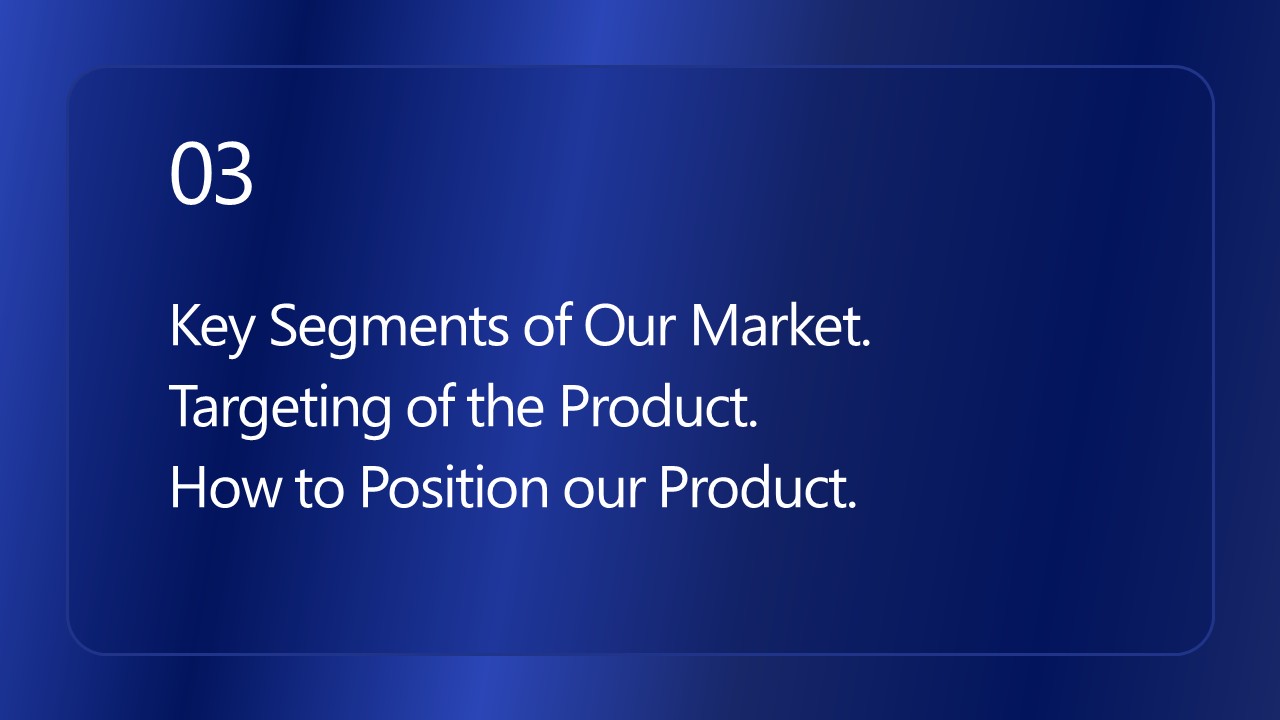 03
Key Segments of Our Market.
Targeting of the Product.
How to Position our Product.